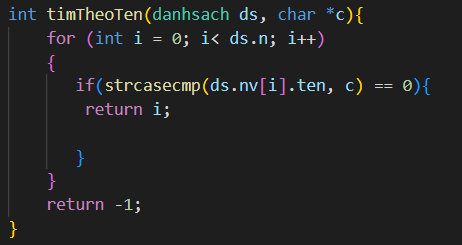 int timTheoTen(danhsach ds, char *c){
    for (int i = 0; i< ds.n; i++)
    {
        if(strcasecmp(ds.nv[i].ten, c) == 0){
         return i;

        }
    }
    return -1;
}